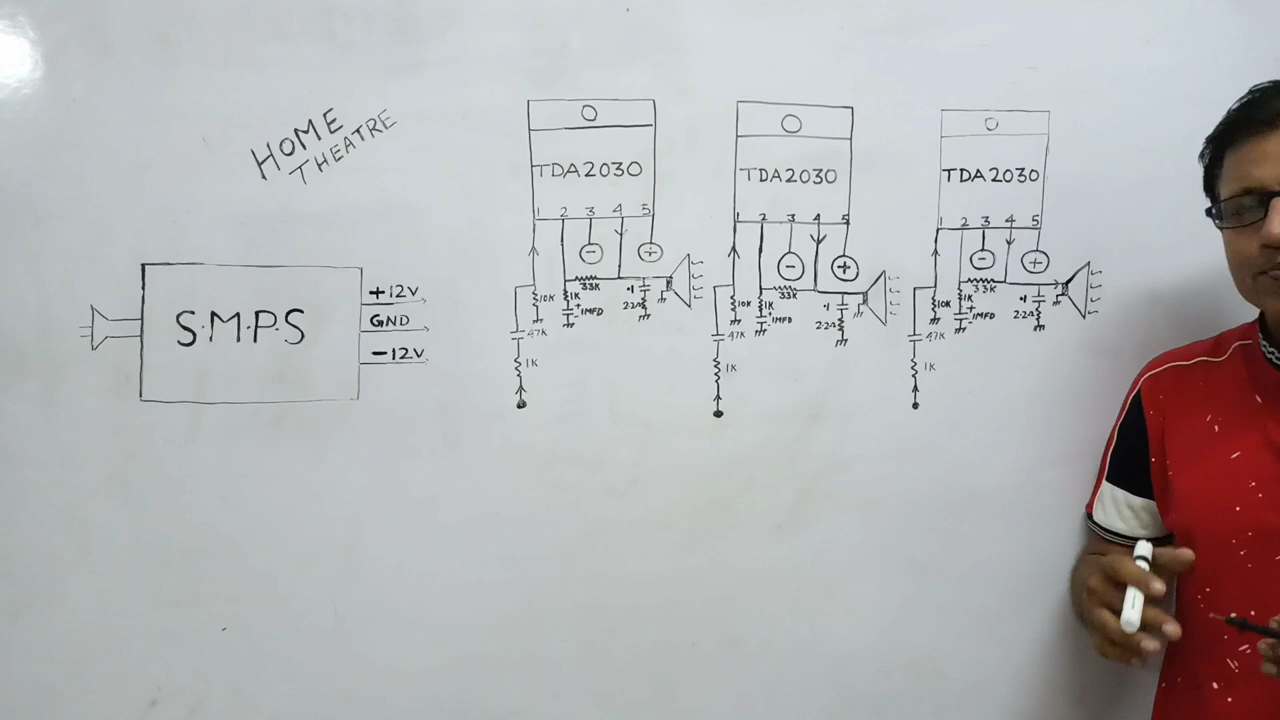 HOME
THEATRE
S.M.P.S
+12V
GND
-12V
TDA2030
1 2 3 4 5
- +
33K
10K
1K
+
1MFD
-
.1
2.2Ω
47K
1K
TDA2030
1 2 3 4 5
- +
33K
10K
1K
+
1MFD
-
.1
2.2Ω
47K
1K
TDA2030
1 2 3 4 5
- +
33K
10K
1K
+
1MFD
-
.1
2.2Ω
47K
1K